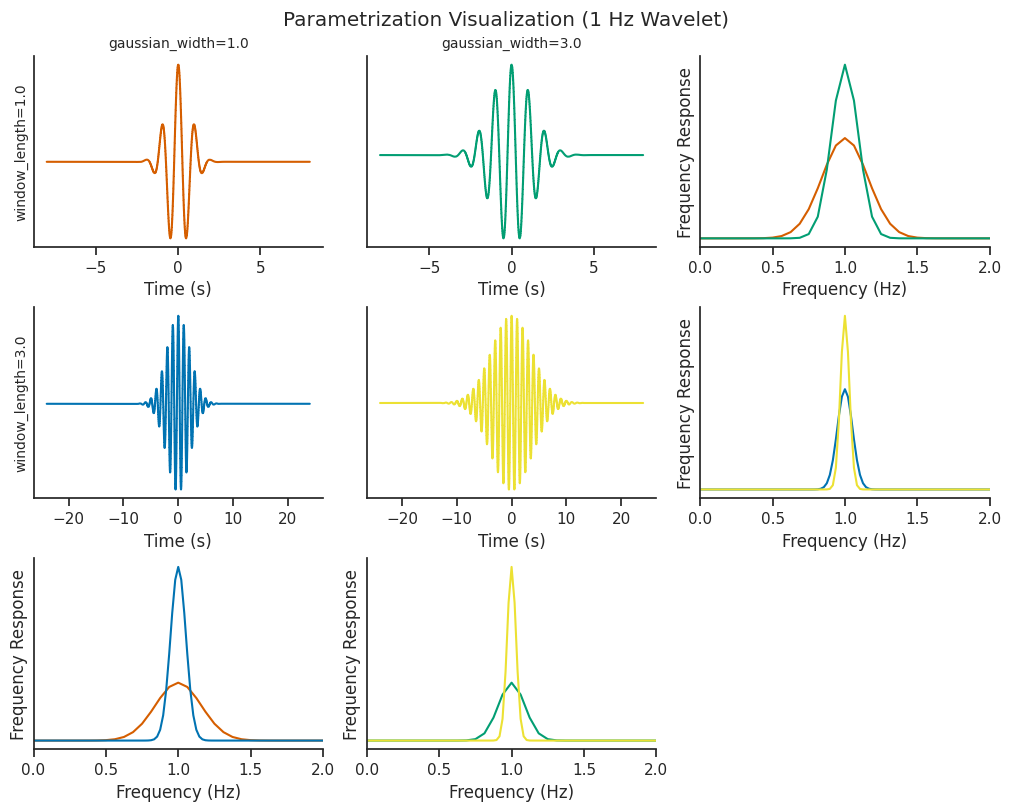 Parametrization Visualization (1 Hz Wavelet)
gaussian_width=1.0
gaussian_width=3.0
window_length=1.0
Frequency Response
−5 0 5
−5 0 5
0.0 0.5 1.0 1.5 2.0
Time (s)
Time (s)
Frequency (Hz)
window_length=3.0
Frequency Response
−20 −10 0 10 20
−20 −10 0 10 20
0.0 0.5 1.0 1.5 2.0
Time (s)
Time (s)
Frequency (Hz)
Frequency Response
Frequency Response
0.0 0.5 1.0 1.5 2.0
0.0 0.5 1.0 1.5 2.0
Frequency (Hz)
Frequency (Hz)